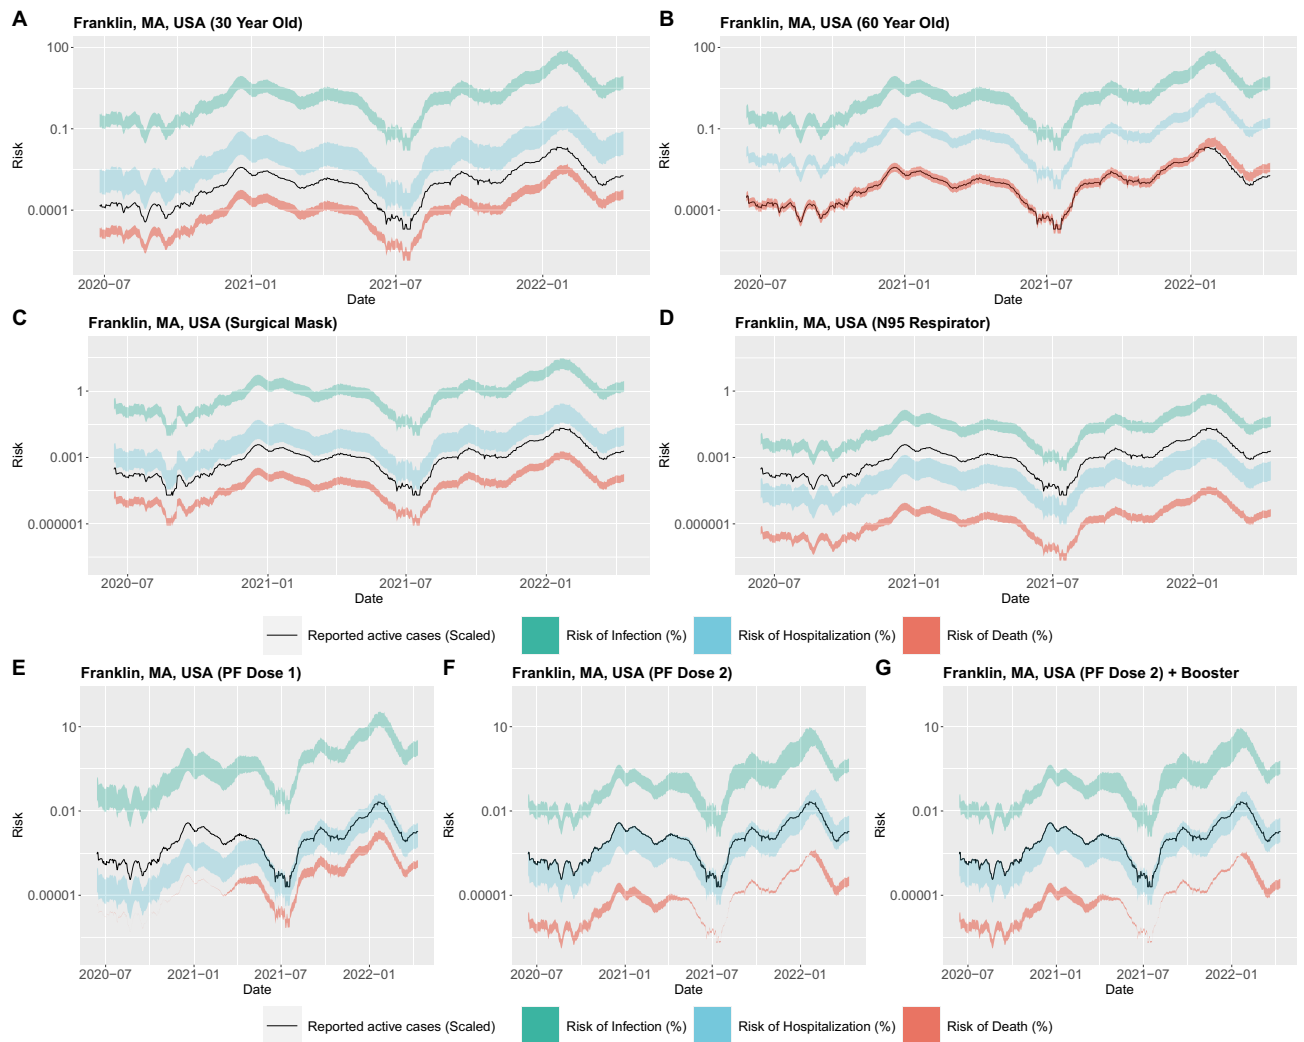 A
Franklin, MA, USA (30 Year Old)
100
0.1
0.0001
Risk
2020−07
2021−01
2021−07
2022−01
Date
B
Franklin, MA, USA (60 Year Old)
100
0.1
0.0001
Risk
2020−07
2021−01
2021−07
2022−01
Date
C
Franklin, MA, USA (Surgical Mask)
1
0.001
0.000001
Risk
2020−07
2021−01
2021−07
2022−01
Date
D
Franklin, MA, USA (N95 Respirator)
1
0.001
0.000001
Risk
2020−07
2021−01
2021−07
2022−01
Date
Reported active cases (Scaled)
Risk of Infection (%)
Risk of Hospitalization (%)
Risk of Death (%)
E
Franklin, MA, USA (PF Dose 1)
10
0.01
0.00001
Risk
2020−07
2021−01
2021−07
2022−01
Date
F
Franklin, MA, USA (PF Dose 2)
10
0.01
0.00001
Risk
2020−07
2021−01
2021−07
2022−01
Date
G
Franklin, MA, USA (PF Dose 2) + Booster
10
0.01
0.00001
Risk
2020−07
2021−01
2021−07
2022−01
Date
Reported active cases (Scaled)
Risk of Infection (%)
Risk of Hospitalization (%)
Risk of Death (%)